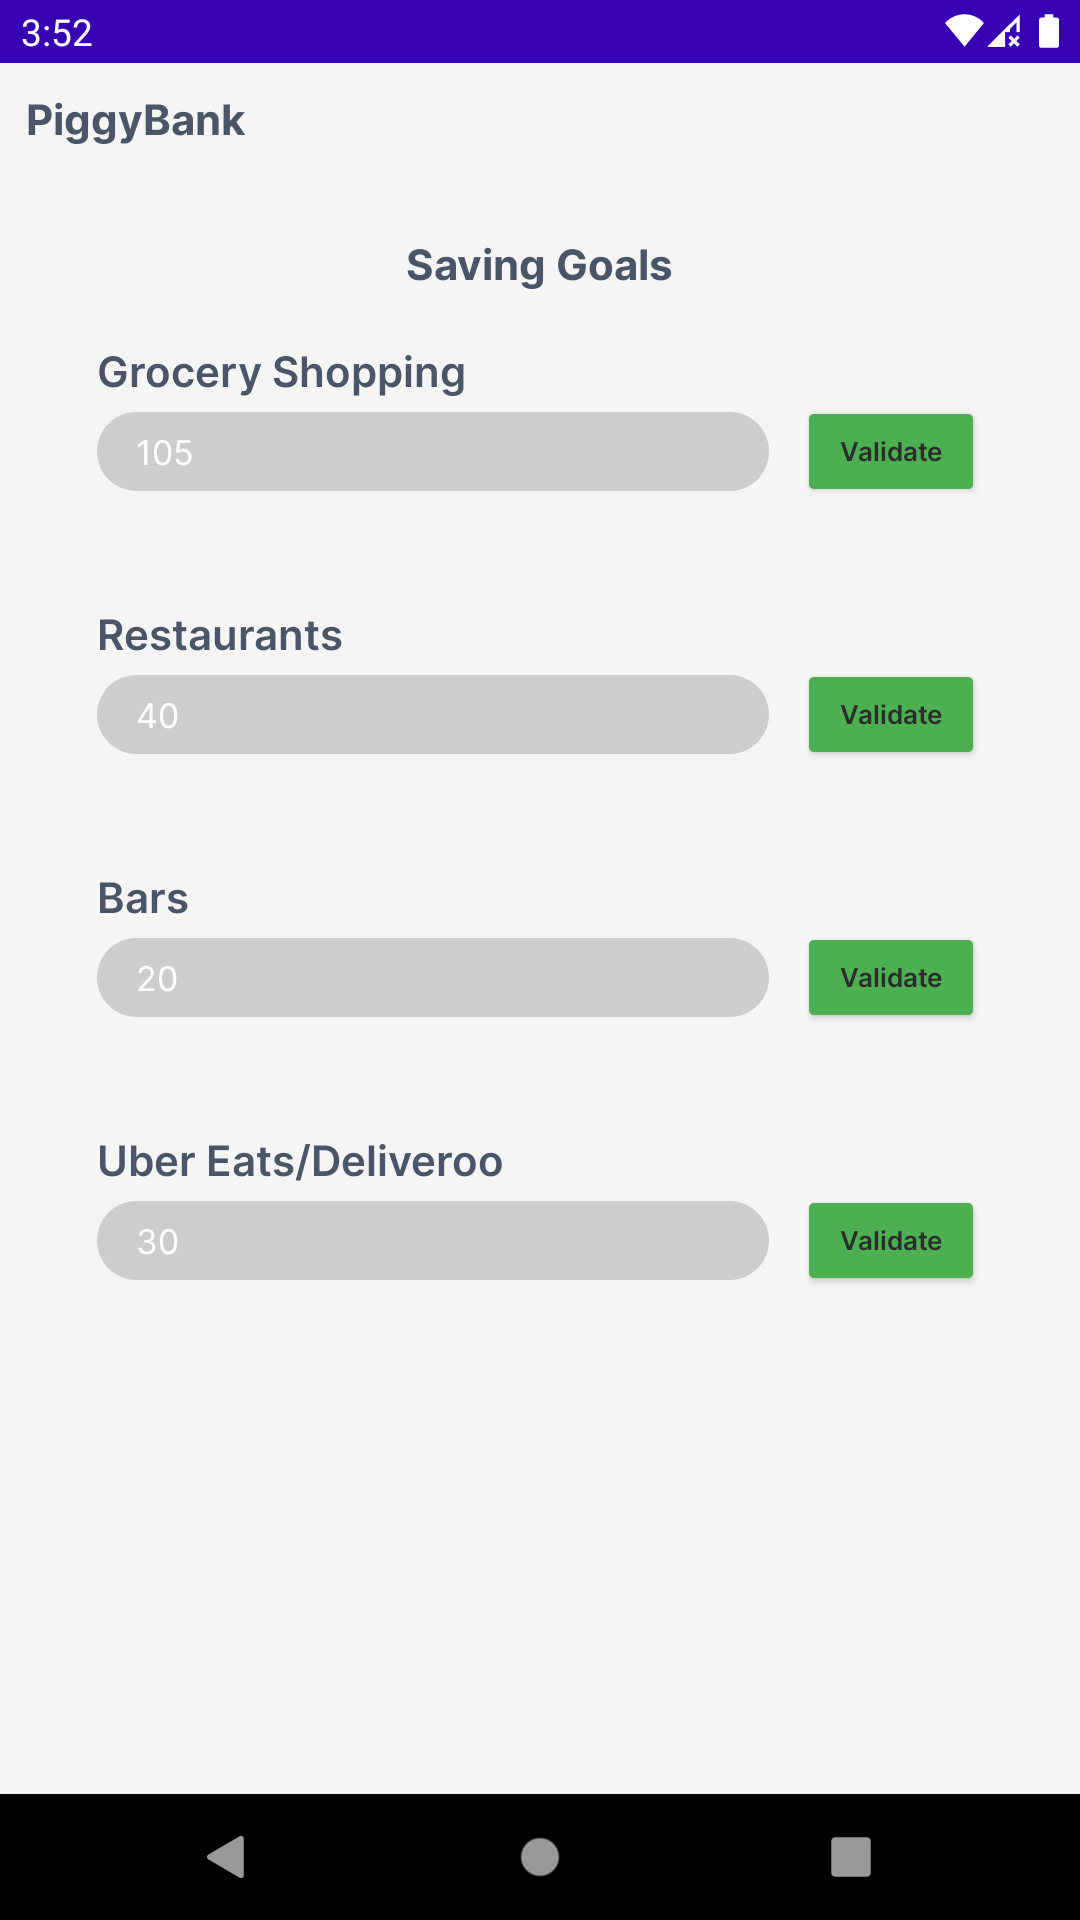 3:52
PiggyBank
Saving Goals
Grocery Shopping
105
Validate
Restaurants
40
Validate
Bars
20
Validate
Uber Eats/Deliveroo
30
Validate